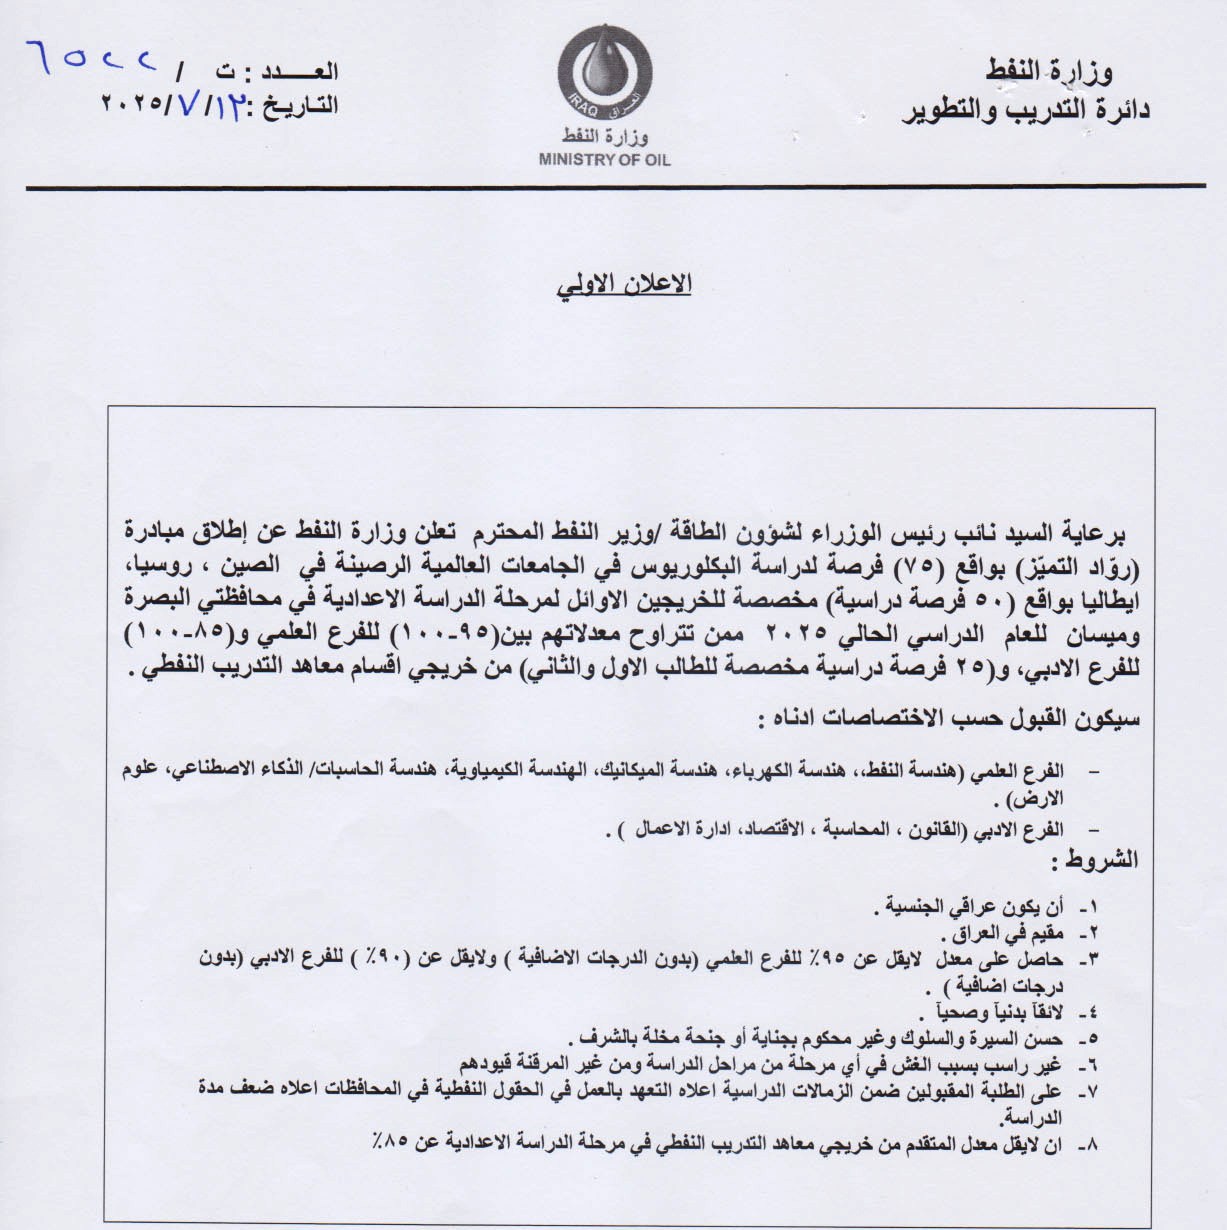 وزارة النفط
دائرة التدريب والتطوير
العراق IRAQ
وزارة النفط
MINISTRY OF OIL
العـــدد : ت / ٦٥٢٢
التاريخ : ١٣/ ٧/ ٢٠٢٥
الاعلان الاولي
برعاية السيد نائب رئيس الوزراء لشؤون الطاقة /وزير النفط المحترم تعلن وزارة النفط عن إطلاق مبادرة
(روّاد التميّز) بواقع (٧٥) فرصة لدراسة البكلوريوس في الجامعات العالمية الرصينة في الصين ، روسيا،
ايطاليا بواقع (٥٠ فرصة دراسية) مخصصة للخريجين الاوائل لمرحلة الدراسة الاعدادية في محافظتي البصرة
وميسان للعام الدراسي الحالي ٢٠٢٥ ممن تتراوح معدلاتهم بين(٩٥-١٠٠) للفرع العلمي و(٨٥-١٠٠)
للفرع الادبي، و(٢٥ فرصة دراسية مخصصة للطالب الاول والثاني) من خريجي اقسام معاهد التدريب النفطي .
سيكون القبول حسب الاختصاصات ادناه :
- الفرع العلمي (هندسة النفط،، هندسة الكهرباء، هندسة الميكانيك، الهندسة الكيمياوية، هندسة الحاسبات/ الذكاء الاصطناعي، علوم
الارض) .
- الفرع الادبي (القانون ، المحاسبة ، الاقتصاد، ادارة الاعمال ) .
الشروط :
١- أن يكون عراقي الجنسية .
٢- مقيم في العراق .
٣- حاصل على معدل لايقل عن ٩٥٪ للفرع العلمي (بدون الدرجات الاضافية ) ولايقل عن (٩٠٪ ) للفرع الادبي (بدون
درجات اضافية ) .
٤- لائقآ بدنيآ وصحيآ .
٥- حسن السيرة والسلوك وغير محكوم بجناية أو جنحة مخلة بالشرف .
٦- غير راسب بسبب الغش في أي مرحلة من مراحل الدراسة ومن غير المرقنة قيودهم
٧- على الطلبة المقبولين ضمن الزمالات الدراسية اعلاه التعهد بالعمل في الحقول النفطية في المحافظات اعلاه ضعف مدة
الدراسة.
٨- ان لايقل معدل المتقدم من خريجي معاهد التدريب النفطي في مرحلة الدراسة الاعدادية عن ٨٥٪